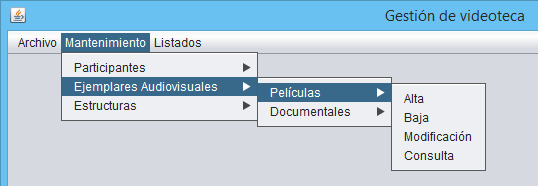 Gestión de videoteca
Archivo Mantenimiento Listados
Participantes
Ejemplares Audiovisuales
Estructuras
Películas
Documentales
Alta
Baja
Modificación
Consulta